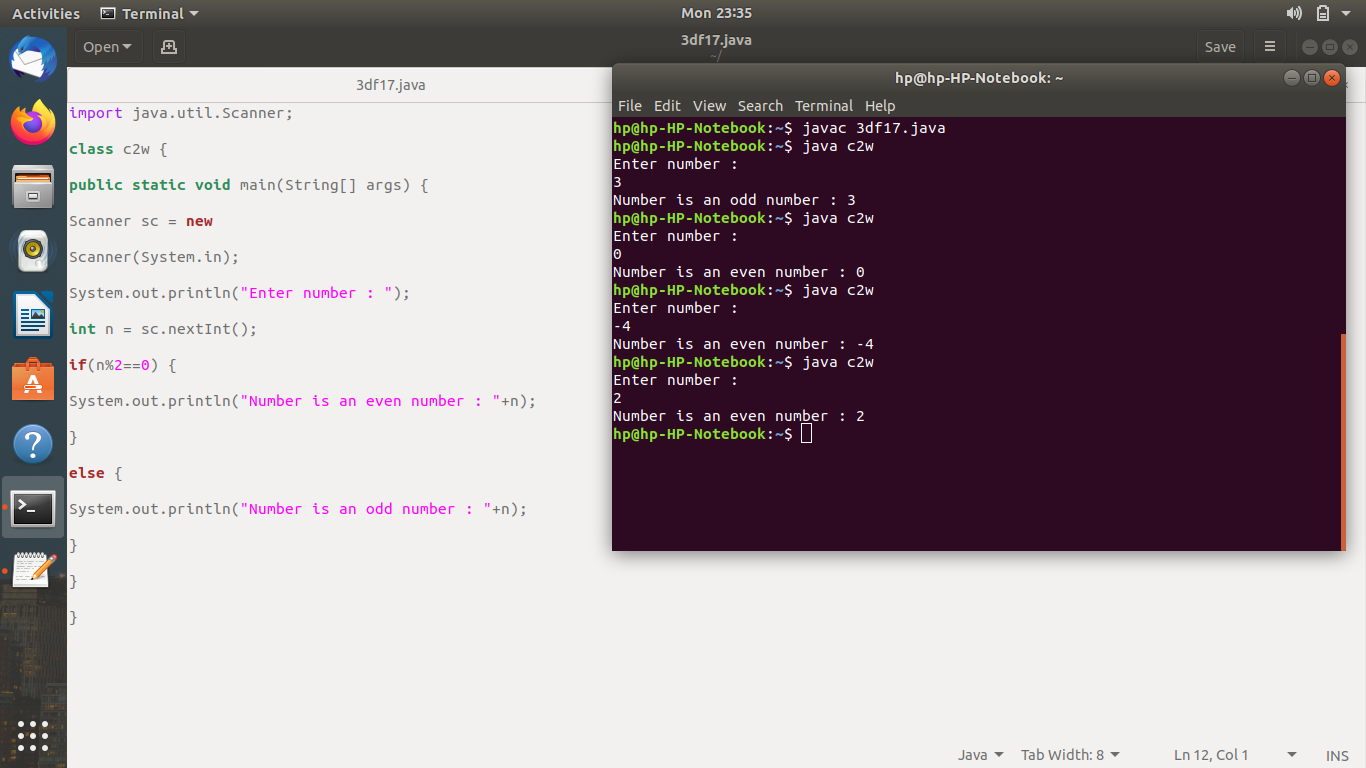 Activities
Terminal
Mon 23:35
Open
3df17.java
~/
Save
3df17.java
import java.util.Scanner;
class c2w {
public static void main(String[] args) {
Scanner sc = new
Scanner(System.in);
System.out.println("Enter number : ");
int n = sc.nextInt();
if(n%2==0) {
System.out.println("Number is an even number : "+n);
}
else {
System.out.println("Number is an odd number : "+n);
}
}
}
hp@hp-HP-Notebook: ~
File Edit View Search Terminal Help
hp@hp-HP-Notebook:~$ javac 3df17.java
hp@hp-HP-Notebook:~$ java c2w
Enter number :
3
Number is an odd number : 3
hp@hp-HP-Notebook:~$ java c2w
Enter number :
0
Number is an even number : 0
hp@hp-HP-Notebook:~$ java c2w
Enter number :
-4
Number is an even number : -4
hp@hp-HP-Notebook:~$ java c2w
Enter number :
2
Number is an even number : 2
hp@hp-HP-Notebook:~$
Java Tab Width: 8 Ln 12, Col 1 INS